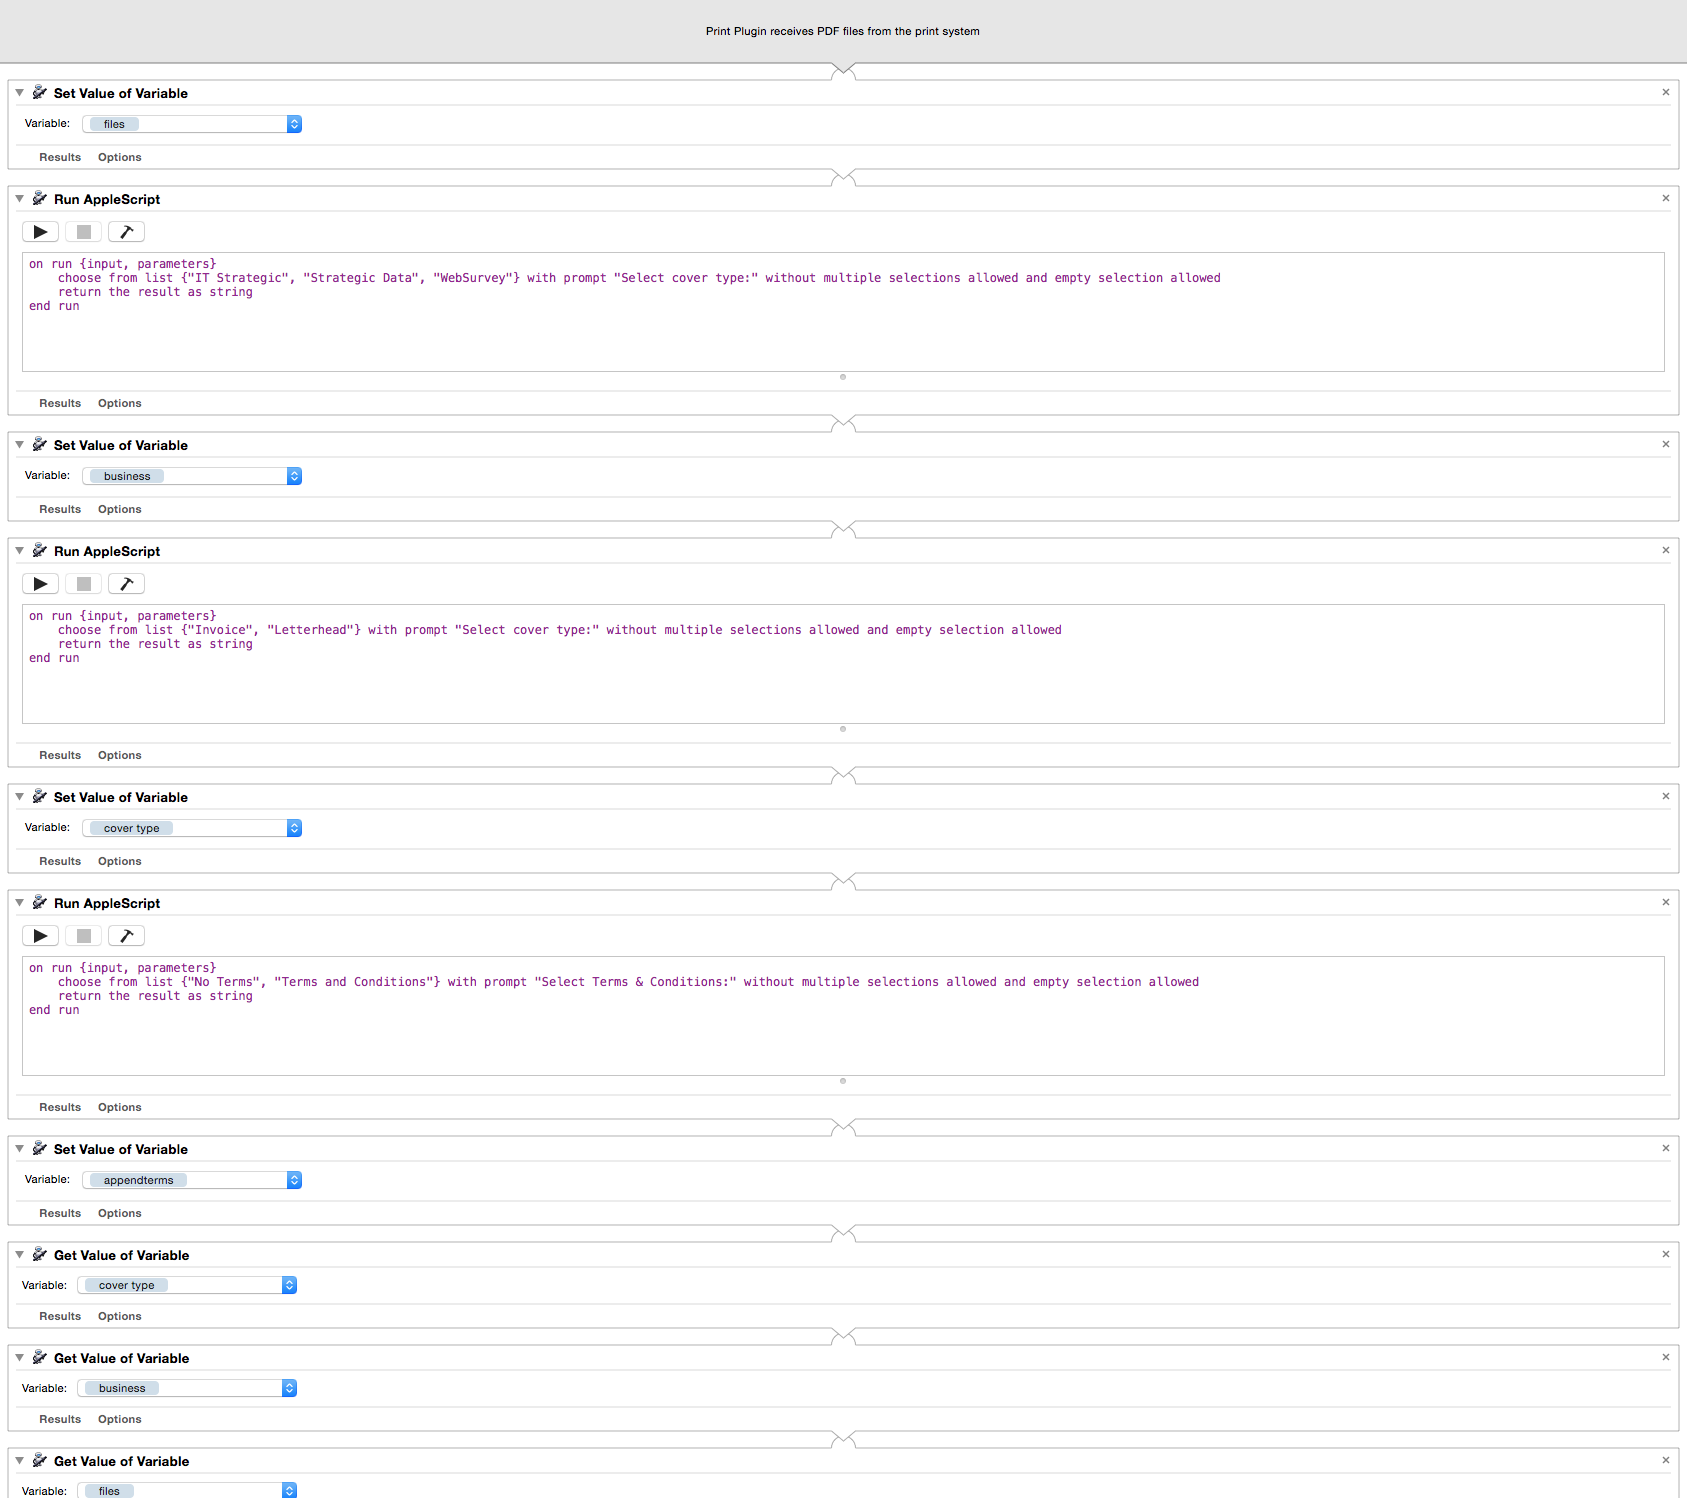 Print Plugin receives PDF files from the print system
Set Value of Variable
Variable: files
Results Options
Run AppleScript
on run {input, parameters}
choose from list {"IT Strategic", "Strategic Data", "WebSurvey"} with prompt "Select cover type:" without multiple selections allowed and empty selection allowed
return the result as string
end run
Results Options
Set Value of Variable
Variable: business
Results Options
Run AppleScript
on run {input, parameters}
choose from list {"Invoice", "Letterhead"} with prompt "Select cover type:" without multiple selections allowed and empty selection allowed
return the result as string
end run
Results Options
Set Value of Variable
Variable: cover type
Results Options
Run AppleScript
on run {input, parameters}
choose from list {"No Terms", "Terms and Conditions"} with prompt "Select Terms & Conditions:" without multiple selections allowed and empty selection allowed
return the result as string
end run
Results Options
Set Value of Variable
Variable: appendterms
Results Options
Get Value of Variable
Variable: cover type
Results Options
Get Value of Variable
Variable: business
Results Options
Get Value of Variable
Variable: files